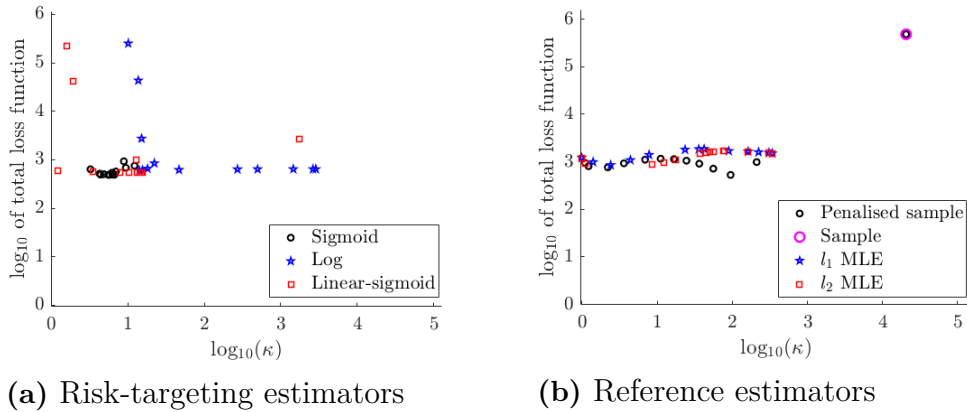 6
5
4
3
2
1
0
log₁₀ of total loss function
Sigmoid
Log
Linear-sigmoid
0 1 2 3 4 5
log₁₀(κ)
(a) Risk-targeting estimators
6
5
4
3
2
1
0
log₁₀ of total loss function
Penalised sample
Sample
l₁ MLE
l₂ MLE
0 1 2 3 4 5
log₁₀(κ)
(b) Reference estimators